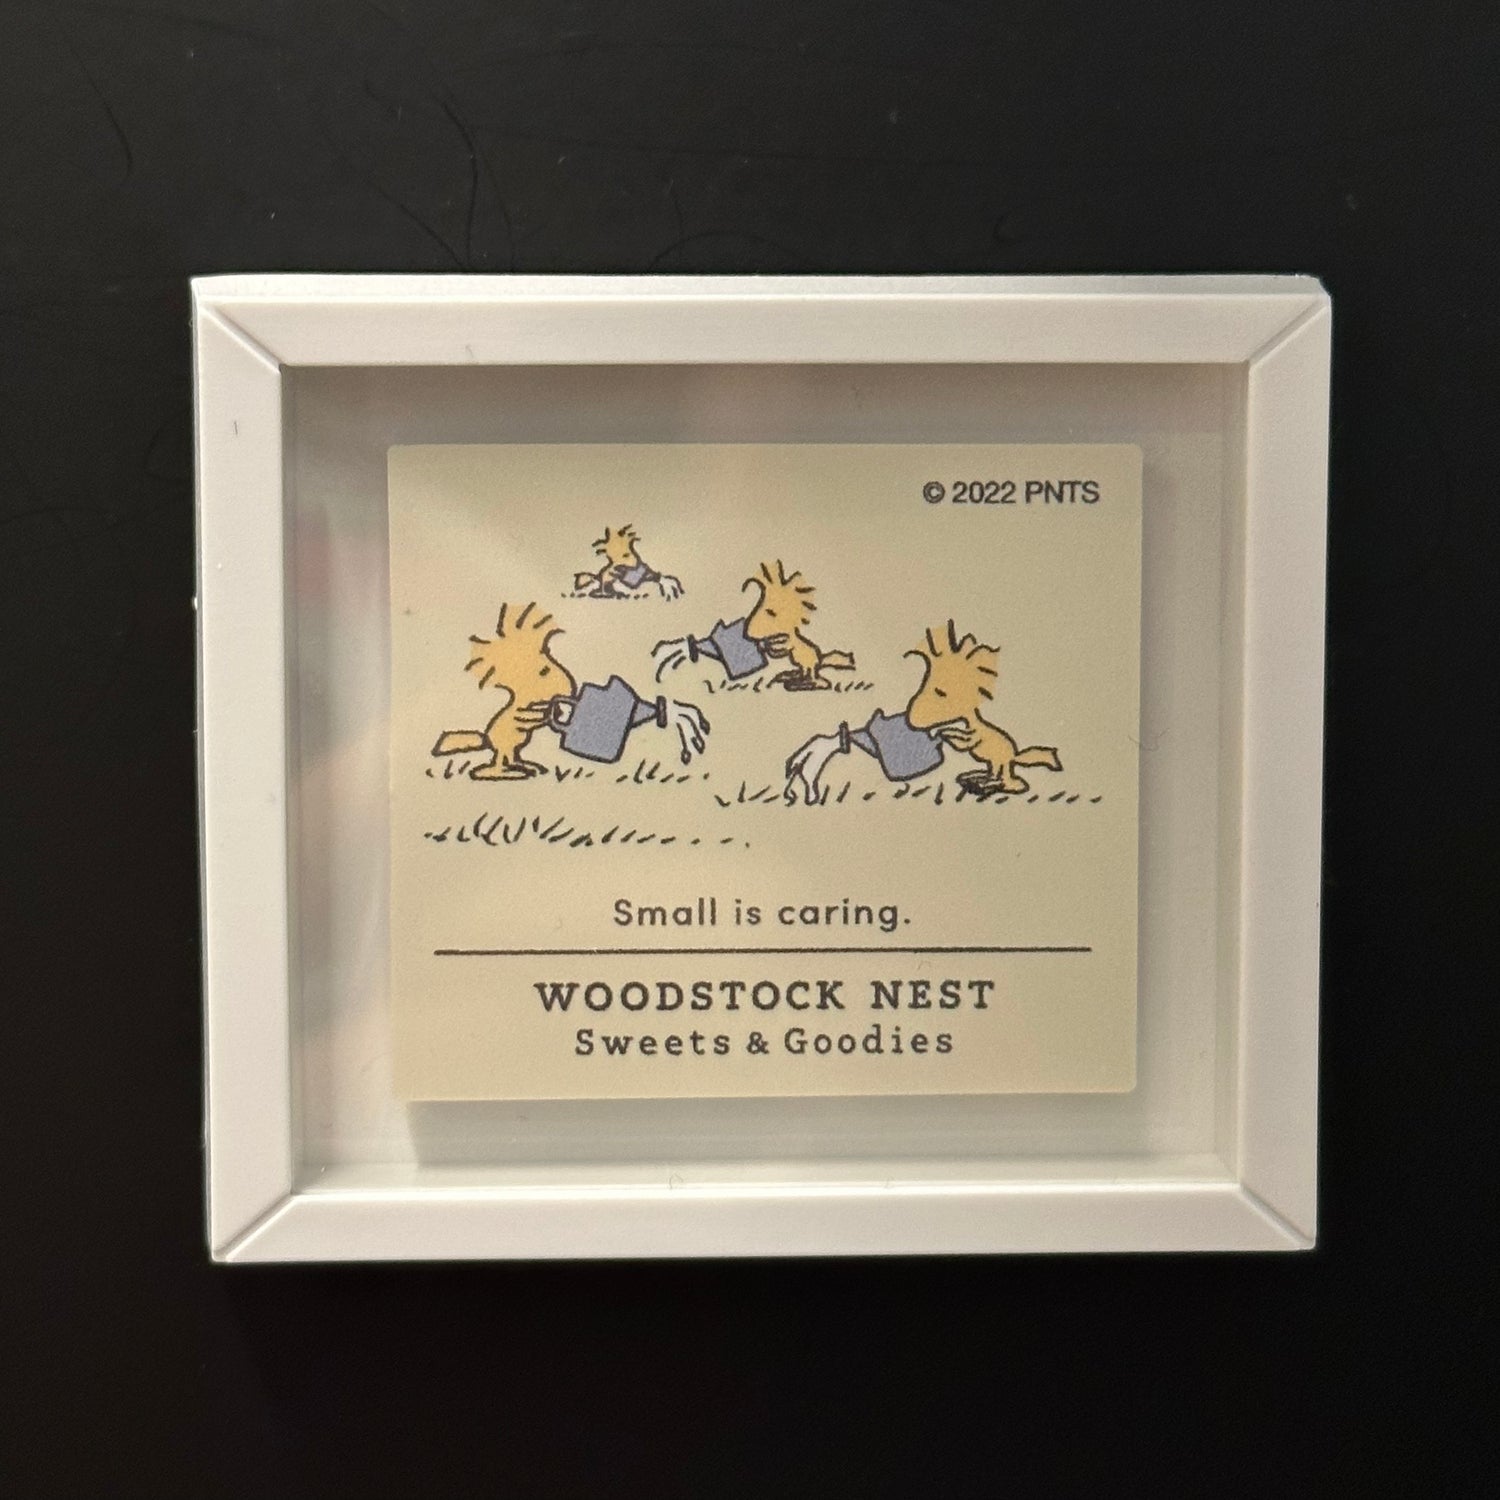 © 2022 PNTS
Small is caring.
WOODSTOCK NEST
Sweets & Goodies